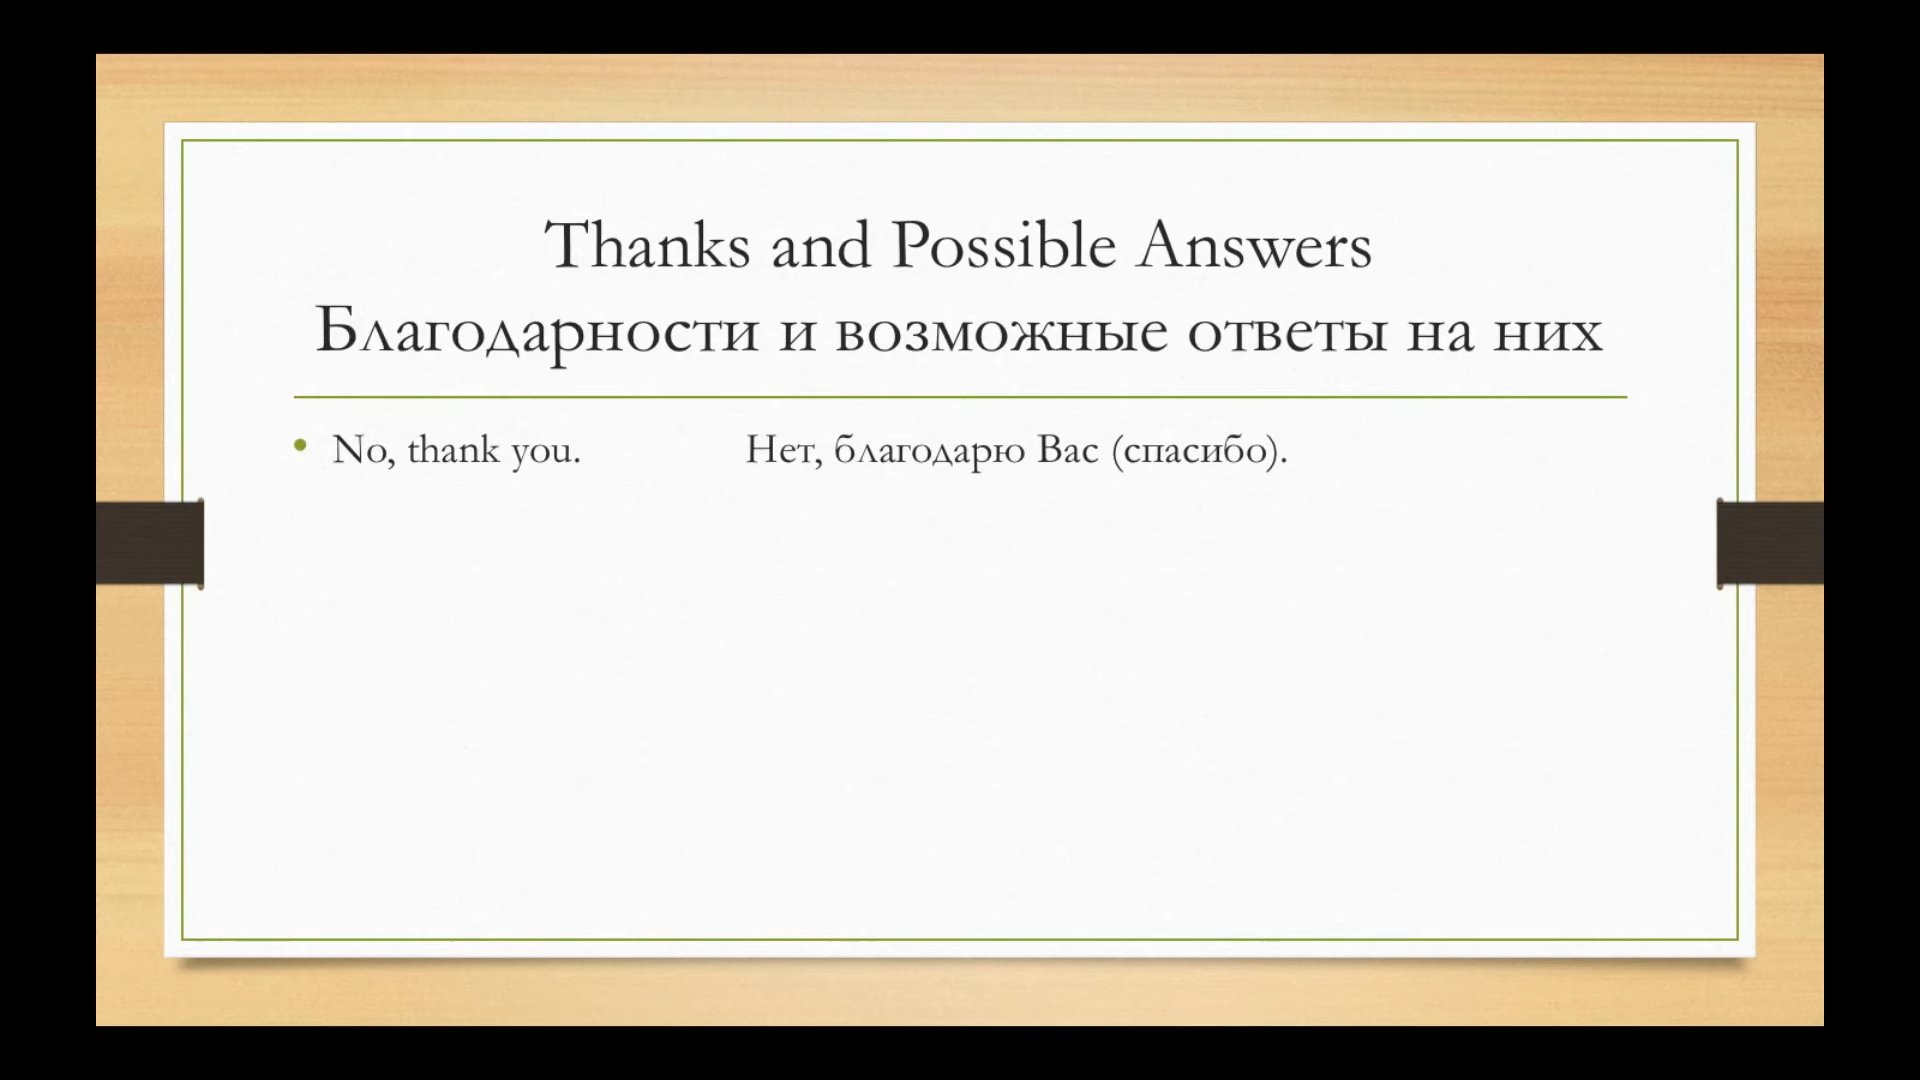 Thanks and Possible Answers
Благодарности и возможные ответы на них
• No, thank you. Нет, благодарю Вас (спасибо).